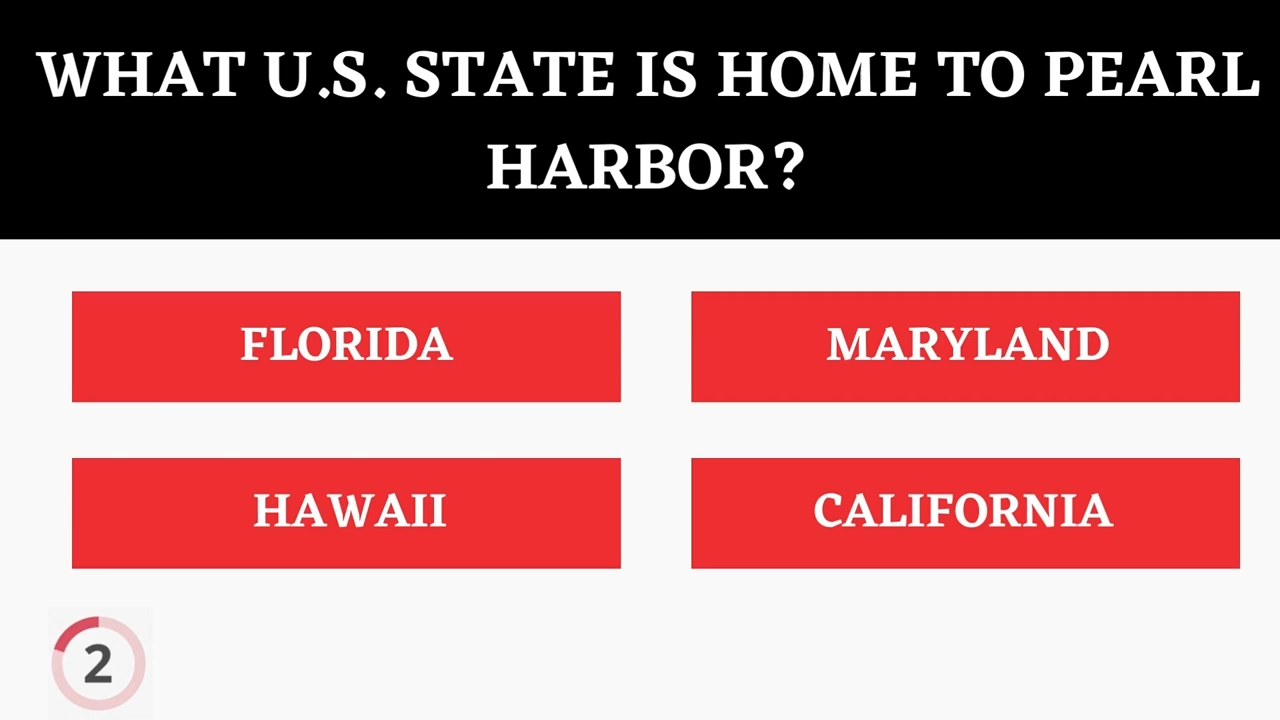 WHAT U.S. STATE IS HOME TO PEARL
HARBOR?
FLORIDA
MARYLAND
HAWAII
CALIFORNIA
2